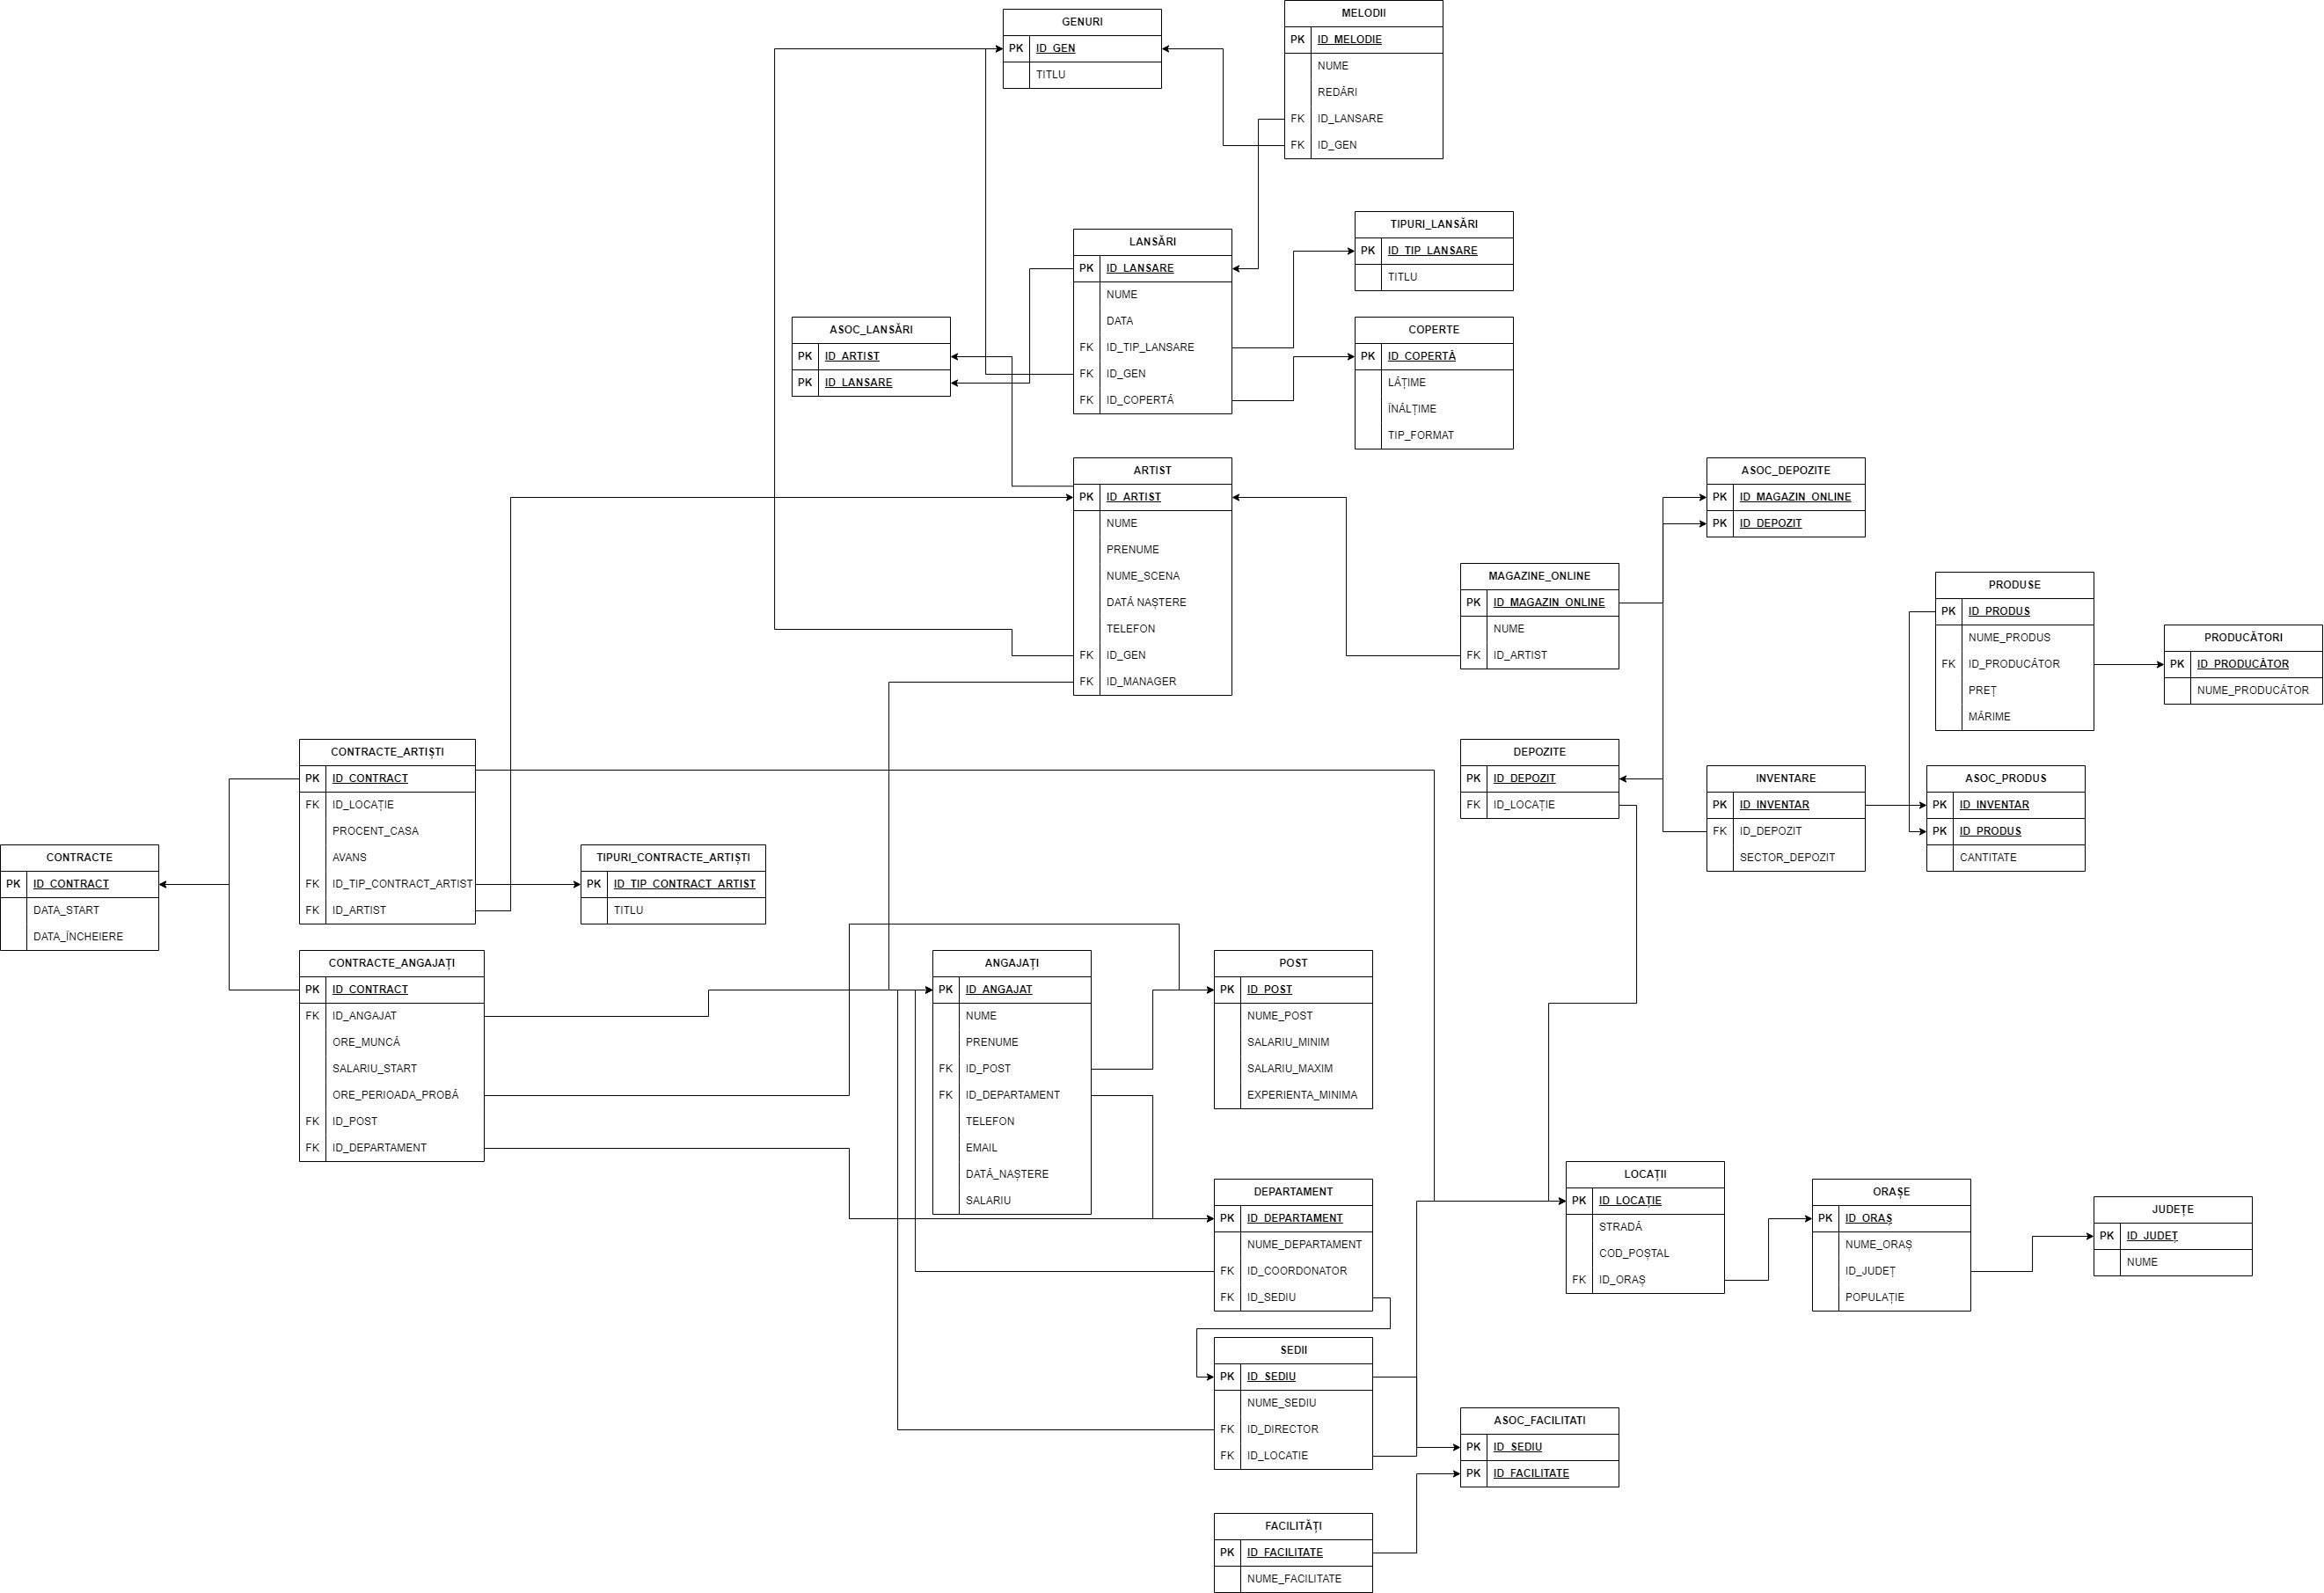 GENURI
PK ID_GEN
TITLU
MELODII
PK ID_MELODIE
NUME
REDĂRI
FK ID_LANSARE
FK ID_GEN
LANSĂRI
PK ID_LANSARE
NUME
DATA
FK ID_TIP_LANSARE
FK ID_GEN
FK ID_COPERTĂ
TIPURI_LANSĂRI
PK ID_TIP_LANSARE
TITLU
ASOC_LANSĂRI
PK ID_ARTIST
PK ID_LANSARE
COPERTE
PK ID_COPERTĂ
LĂȚIME
ÎNĂLȚIME
TIP_FORMAT
ARTIST
PK ID_ARTIST
NUME
PRENUME
NUME_SCENA
DATĂ NAȘTERE
TELEFON
FK ID_GEN
FK ID_MANAGER
ASOC_DEPOZITE
PK ID_MAGAZIN_ONLINE
PK ID_DEPOZIT
MAGAZINE_ONLINE
PK ID_MAGAZIN_ONLINE
NUME
FK ID_ARTIST
PRODUSE
PK ID_PRODUS
NUME_PRODUS
FK ID_PRODUCĂTOR
PREȚ
MĂRIME
PRODUCĂTORI
PK ID_PRODUCĂTOR
NUME_PRODUCĂTOR
CONTRACTE_ARTIȘTI
PK ID_CONTRACT
FK ID_LOCAȚIE
PROCENT_CASA
AVANS
FK ID_TIP_CONTRACT_ARTIST
FK ID_ARTIST
DEPOZITE
PK ID_DEPOZIT
FK ID_LOCAȚIE
INVENTARE
PK ID_INVENTAR
FK ID_DEPOZIT
SECTOR_DEPOZIT
ASOC_PRODUS
PK ID_INVENTAR
PK ID_PRODUS
CANTITATE
CONTRACTE
PK ID_CONTRACT
DATA_START
DATA_ÎNCHEIERE
TIPURI_CONTRACTE_ARTIȘTI
PK ID_TIP_CONTRACT_ARTIST
TITLU
CONTRACTE_ANGAJAȚI
PK ID_CONTRACT
FK ID_ANGAJAT
ORE_MUNCĂ
SALARIU_START
ORE_PERIOADA_PROBĂ
FK ID_POST
FK ID_DEPARTAMENT
ANGAJAȚI
PK ID_ANGAJAT
NUME
PRENUME
FK ID_POST
FK ID_DEPARTAMENT
TELEFON
EMAIL
DATĂ_NAȘTERE
SALARIU
POST
PK ID_POST
NUME_POST
SALARIU_MINIM
SALARIU_MAXIM
EXPERIENTA_MINIMA
DEPARTAMENT
PK ID_DEPARTAMENT
NUME_DEPARTAMENT
FK ID_COORDONATOR
FK ID_SEDIU
LOCAȚII
PK ID_LOCAȚIE
STRADĂ
COD_POȘTAL
FK ID_ORAȘ
ORAȘE
PK ID_ORAȘ
NUME_ORAȘ
ID_JUDEȚ
POPULAȚIE
JUDEȚE
PK ID_JUDEȚ
NUME
SEDII
PK ID_SEDIU
NUME_SEDIU
FK ID_DIRECTOR
FK ID_LOCATIE
ASOC_FACILITATI
PK ID_SEDIU
PK ID_FACILITATE
FACILITĂȚI
PK ID_FACILITATE
NUME_FACILITATE